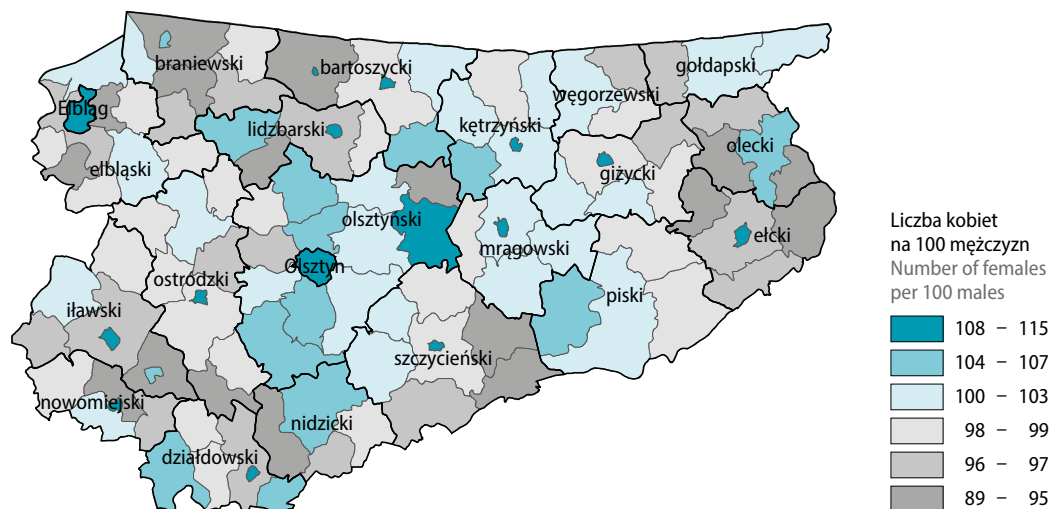 braniewski
bartoszycki
gołdapski
węgorzewski
Elbląg
lidzbarski
kętrzyński
olecki
elbląski
giżycki
olsztyński
mrągowski
ełcki
Olsztyn
ostródzki
piski
iławski
szczycieński
nowomiejski
nidzicki
działdowski
Liczba kobiet
na 100 mężczyzn
Number of females
per 100 males
108 – 115
104 – 107
100 – 103
98 – 99
96 – 97
89 – 95